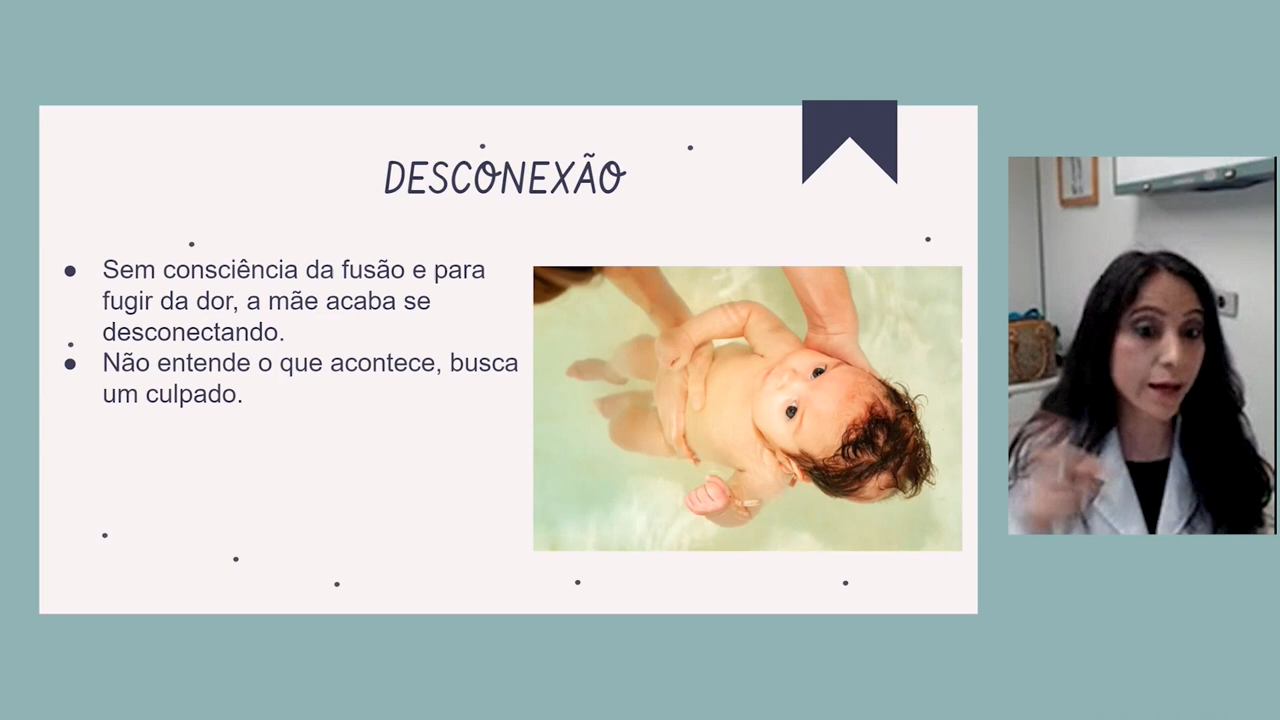 DESCONEXÃO
● Sem consciência da fusão e para
fugir da dor, a mãe acaba se
desconectando.
● Não entende o que acontece, busca
um culpado.